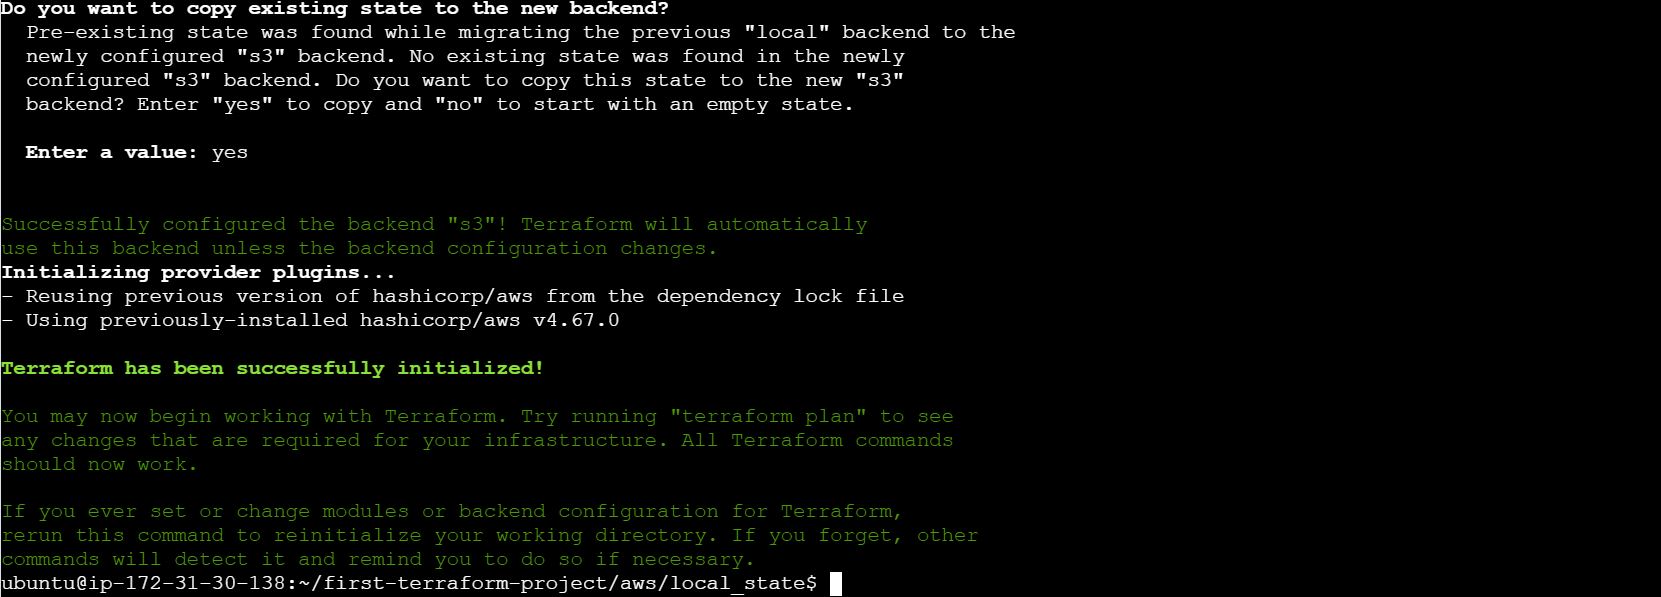 Do you want to copy existing state to the new backend?
Pre-existing state was found while migrating the previous "local" backend to the
newly configured "s3" backend. No existing state was found in the newly
configured "s3" backend. Do you want to copy this state to the new "s3"
backend? Enter "yes" to copy and "no" to start with an empty state.
Enter a value: yes
Successfully configured the backend "s3"! Terraform will automatically
use this backend unless the backend configuration changes.
Initializing provider plugins...
- Reusing previous version of hashicorp/aws from the dependency lock file
- Using previously-installed hashicorp/aws v4.67.0
Terraform has been successfully initialized!
You may now begin working with Terraform. Try running "terraform plan" to see
any changes that are required for your infrastructure. All Terraform commands
should now work.
If you ever set or change modules or backend configuration for Terraform,
rerun this command to reinitialize your working directory. If you forget, other
commands will detect it and remind you to do so if necessary.
ubuntu@ip-172-31-30-138:~/first-terraform-project/aws/local_state$